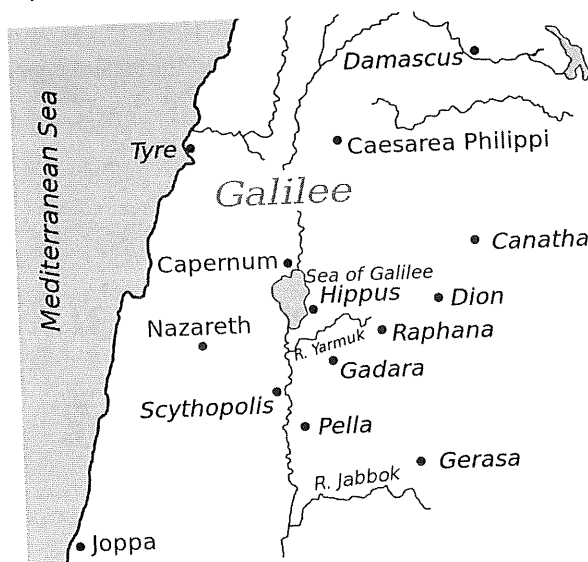 Damascus
Mediterranean Sea
Tyre
Caesarea Philippi
Galilee
Canatha
Capernum
Sea of Galilee
Hippus
Dion
Nazareth
R. Yarmuk
Raphana
Gadara
Scythopolis
Pella
R. Jabbok
Gerasa
Joppa